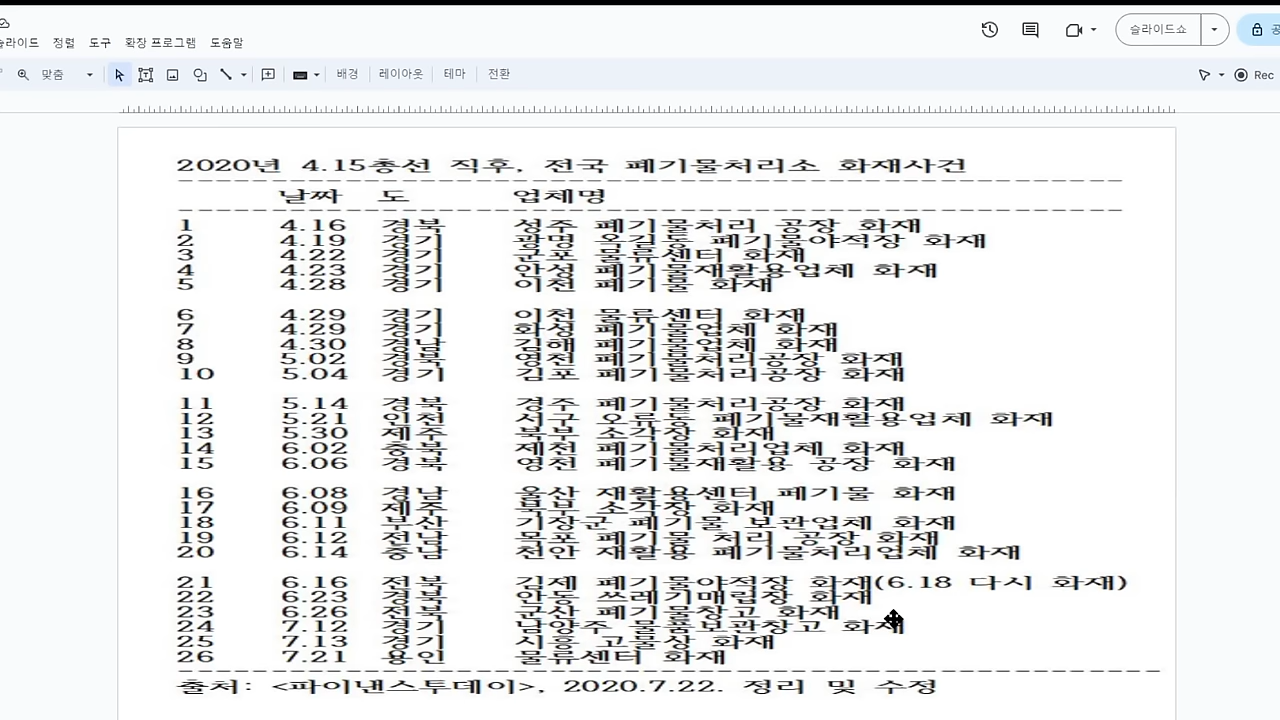 슬라이드 정렬 도구 확장 프로그램 도움말
슬라이드쇼
맞춤 배경 레이아웃 테마 전환 Rec
2020년 4.15총선 직후, 전국 폐기물처리소 화재사건
날짜 도 업체명
1 4.16 경북 성주 폐기물처리 공장 화재
2 4.19 경기 광명 옥길동 폐기물야적장 화재
3 4.22 경기 군포 물류센터 화재
4 4.23 경기 안성 폐기물재활용업체 화재
5 4.28 경기 이천 폐기물 화재
6 4.29 경기 이천 물류센터 화재
7 4.29 경기 화성 폐기물업체 화재
8 4.30 경남 김해 폐기물업체 화재
9 5.02 경북 영천 폐기물처리공장 화재
10 5.04 경기 김포 폐기물처리공장 화재
11 5.14 경북 경주 폐기물처리공장 화재
12 5.21 인천 서구 오류동 폐기물재활용업체 화재
13 5.30 제주 북부 소각장 화재
14 6.02 충북 제천 폐기물처리업체 화재
15 6.06 경북 영천 폐기물재활용 공장 화재
16 6.08 경남 울산 재활용센터 폐기물 화재
17 6.09 제주 북부 소각장 화재
18 6.11 부산 기장군 폐기물 보관업체 화재
19 6.12 전남 목포 폐기물 처리 공장 화재
20 6.14 충남 천안 재활용 폐기물처리업체 화재
21 6.16 전북 김제 폐기물야적장 화재(6.18 다시 화재)
22 6.23 경북 안동 쓰레기매립장 화재
23 6.26 전북 군산 폐기물창고 화재
24 7.12 경기 남양주 물품보관창고 화재
25 7.13 경기 시흥 고물상 화재
26 7.21 용인 물류센터 화재
출처: <파이낸스투데이>, 2020.7.22. 정리 및 수정